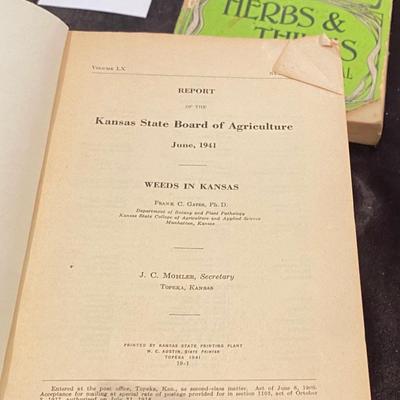 HERBS &
THINGS
VOLUME LX
REPORT
OF THE
Kansas State Board of Agriculture
June, 1941
WEEDS IN KANSAS
FRANK C. GATES, PH. D.
Department of Botany and Plant Pathology
Kansas State College of Agriculture and Applied Science
Manhattan, Kansas
J. C. MOHLER, Secretary
TOPEKA, KANSAS
PRINTED BY KANSAS STATE PRINTING PLANT
W. C. AUSTIN, STATE PRINTER
TOPEKA 1941
19-1
Entered at the post office, Topeka, Kan., as second-class matter. Act of June 6, 1900.
Acceptance for mailing at special rate of postage provided for in section 1103, act of October